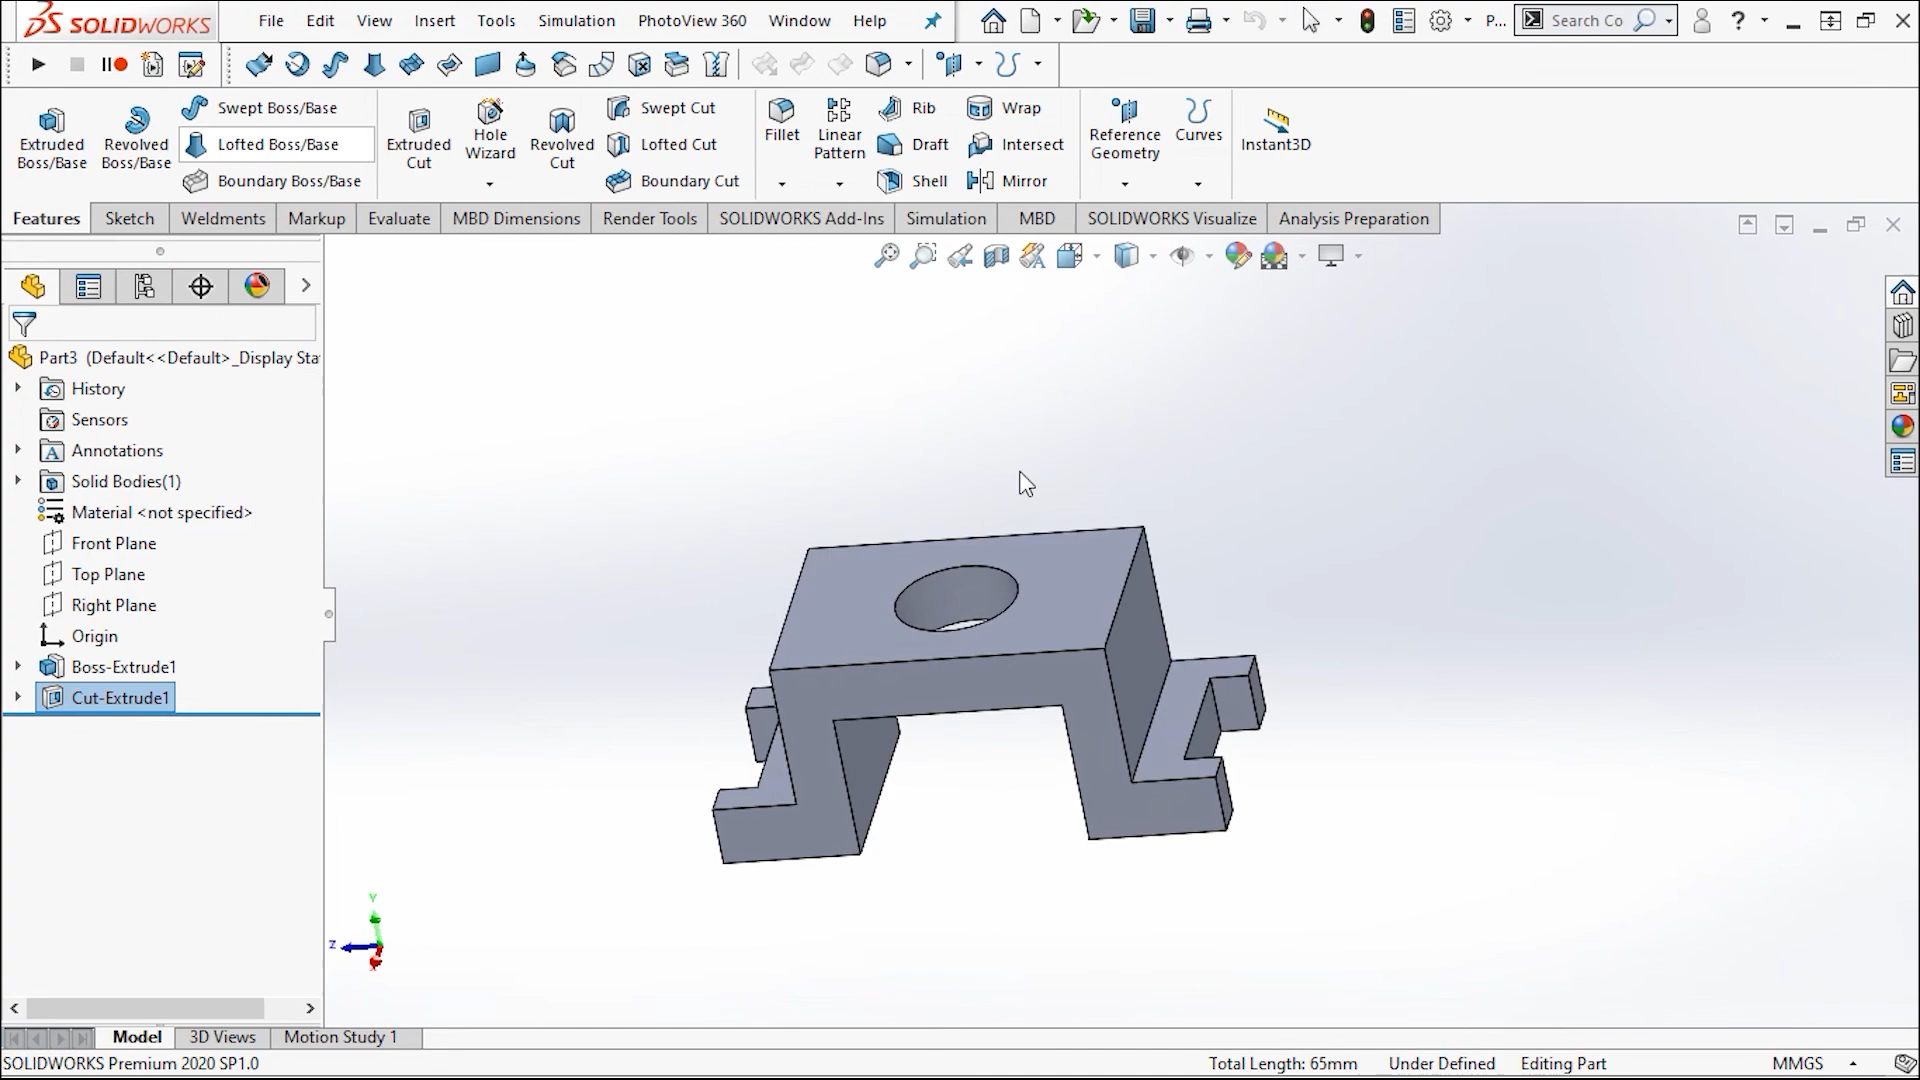 SOLIDWORKS File Edit View Insert Tools Simulation PhotoView 360 Window Help P... Search Co ?
Extruded Boss/Base
Revolved Boss/Base
Swept Boss/Base
Lofted Boss/Base
Boundary Boss/Base
Extruded Cut
Hole Wizard
Revolved Cut
Swept Cut
Lofted Cut
Boundary Cut
Fillet
Linear Pattern
Rib
Draft
Shell
Wrap
Intersect
Mirror
Reference Geometry
Curves
Instant3D
Features Sketch Weldments Markup Evaluate MBD Dimensions Render Tools SOLIDWORKS Add-Ins Simulation MBD SOLIDWORKS Visualize Analysis Preparation
Part3 (Default<<Default>_Display Sta
History
Sensors
A Annotations
Solid Bodies(1)
Material <not specified>
Front Plane
Top Plane
Right Plane
Origin
Boss-Extrude1
Cut-Extrude1
Y
Z
X
Model 3D Views Motion Study 1
SOLIDWORKS Premium 2020 SP1.0 Total Length: 65mm Under Defined Editing Part MMGS